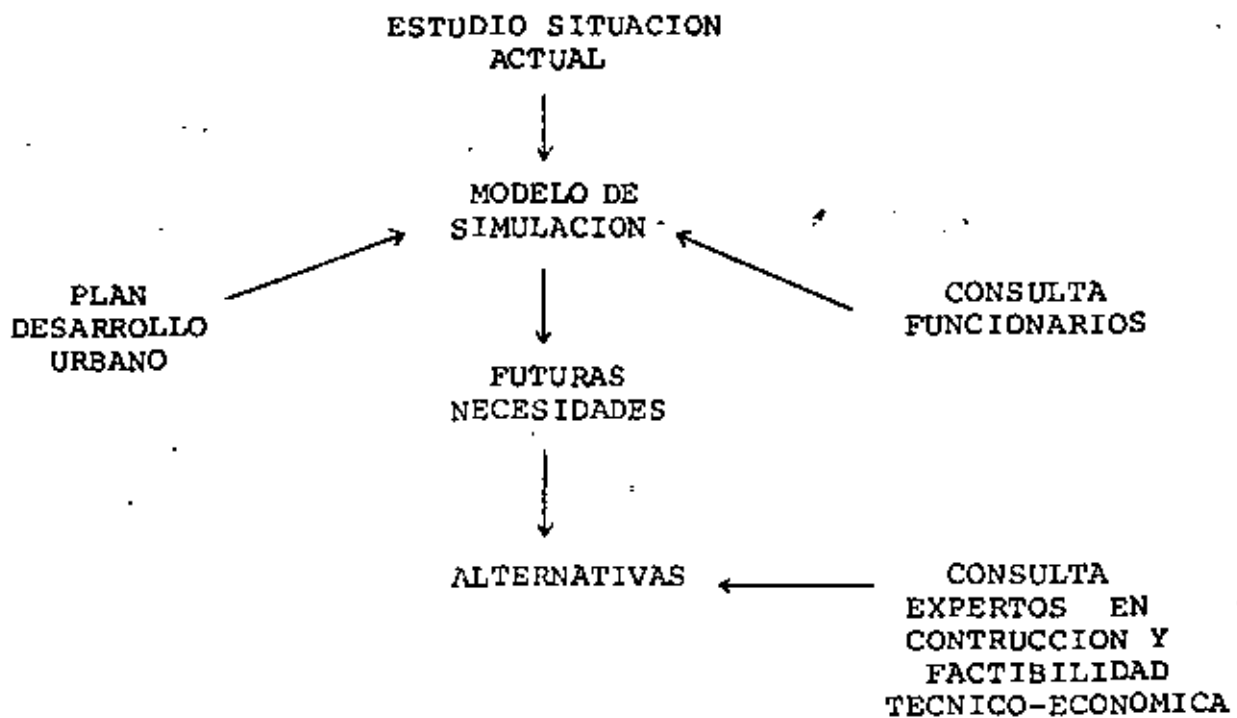 ESTUDIO SITUACION
ACTUAL
MODELO DE
SIMULACION
PLAN
DESARROLLO
URBANO
CONSULTA
FUNCIONARIOS
FUTURAS
NECESIDADES
ALTERNATIVAS
CONSULTA
EXPERTOS EN
CONTRUCCION Y
FACTIBILIDAD
TECNICO-ECONOMICA